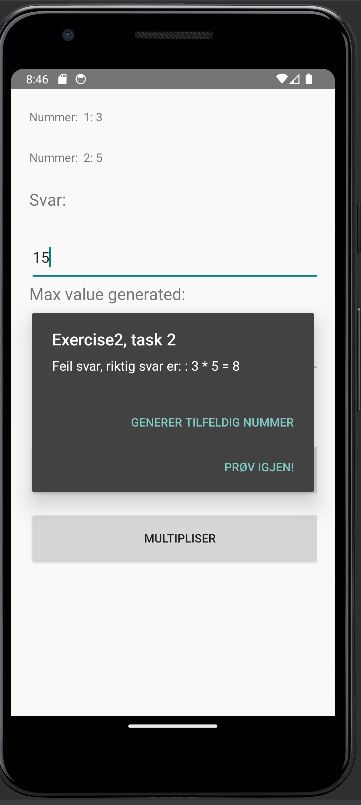 8:46
Nummer: 1: 3
Nummer: 2: 5
Svar:
15
Max value generated:
Exercise2, task 2
Feil svar, riktig svar er: : 3 * 5 = 8
GENERER TILFELDIG NUMMER
PRØV IGJEN!
MULTIPLISER